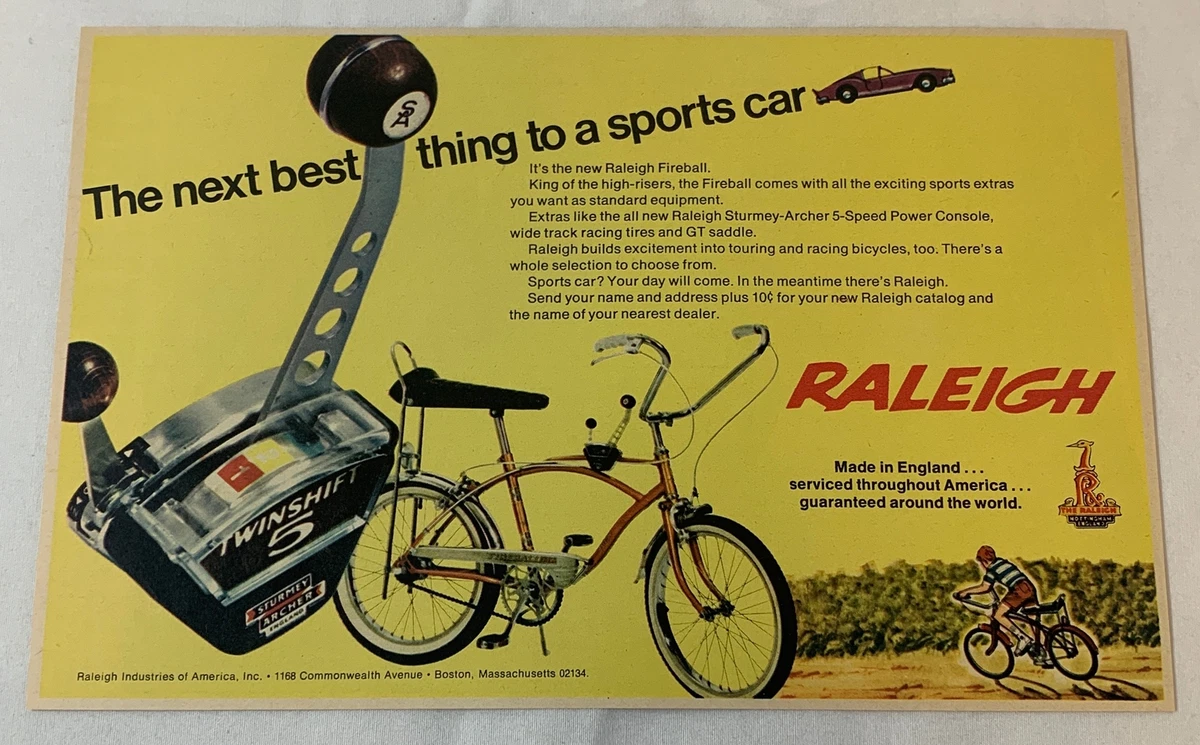 The next best thing to a sports car
SA
It's the new Raleigh Fireball.
King of the high-risers, the Fireball comes with all the exciting sports extras
you want as standard equipment.
Extras like the all new Raleigh Sturmey-Archer 5-Speed Power Console,
wide track racing tires and GT saddle.
Raleigh builds excitement into touring and racing bicycles, too. There's a
whole selection to choose from.
Sports car? Your day will come. In the meantime there's Raleigh.
Send your name and address plus 10¢ for your new Raleigh catalog and
the name of your nearest dealer.
RALEIGH
Made in England...
serviced throughout America...
guaranteed around the world.
R
THE RALEIGH
NOTTINGHAM
ENGLAND
TWINSHIFT
5
STURMEY
ARCHER
ENGLAND
Raleigh Industries of America, Inc. • 1168 Commonwealth Avenue • Boston, Massachusetts 02134.